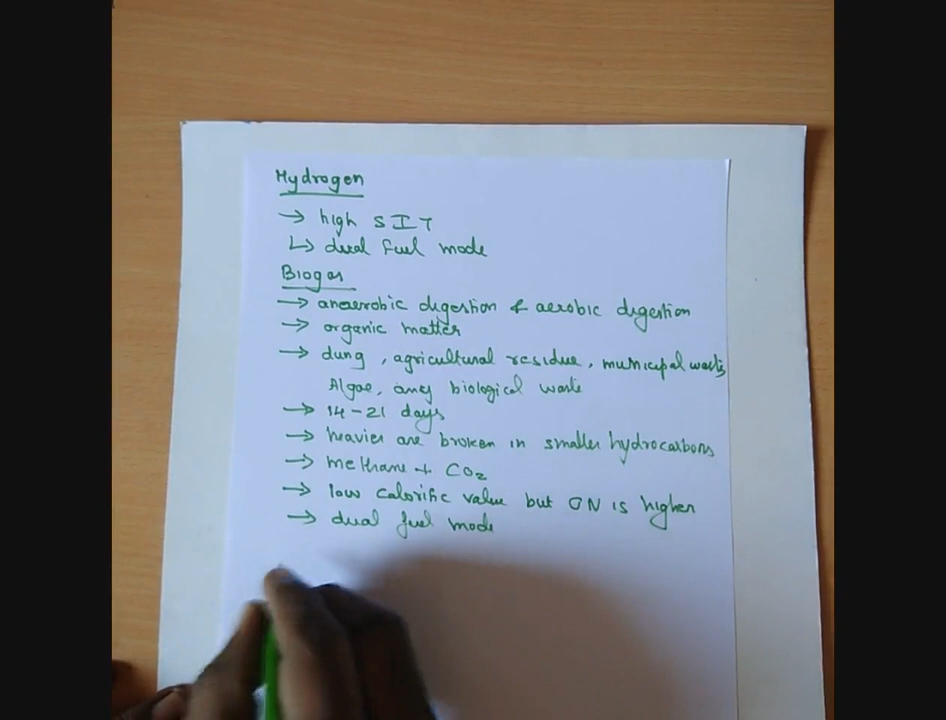 Hydrogen
→ high SIT
↳ dual fuel mode
Biogas
→ anaerobic digestion & aerobic digestion
→ organic matter
→ dung, agricultural residue, municipal waste,
Algae, any biological waste
→ 14-21 days
→ heavier are broken in smaller hydrocarbons
→ methane + CO2
→ low calorific value but ON is higher
→ dual fuel mode